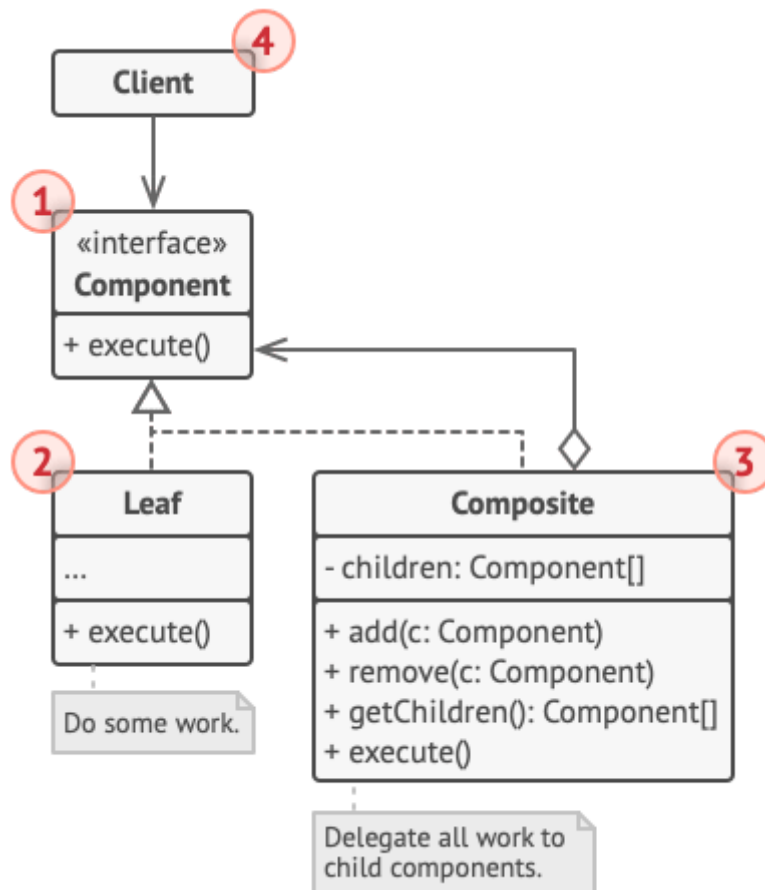 4
Client
1
«interface»
Component
+ execute()
2
Leaf
...
+ execute()
Do some work.
3
Composite
- children: Component[]
+ add(c: Component)
+ remove(c: Component)
+ getChildren(): Component[]
+ execute()
Delegate all work to
child components.